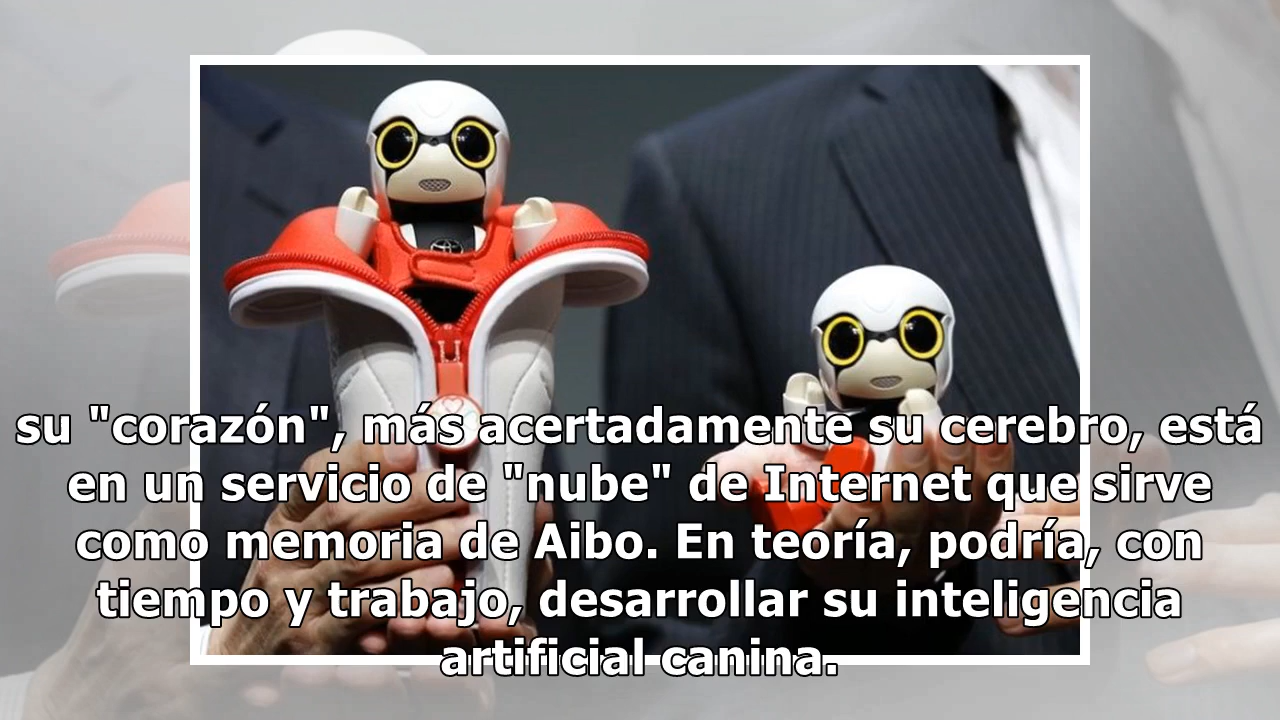 su "corazón", más acertadamente su cerebro, está
en un servicio de "nube" de Internet que sirve
como memoria de Aibo. En teoría, podría, con
tiempo y trabajo, desarrollar su inteligencia
artificial canina.